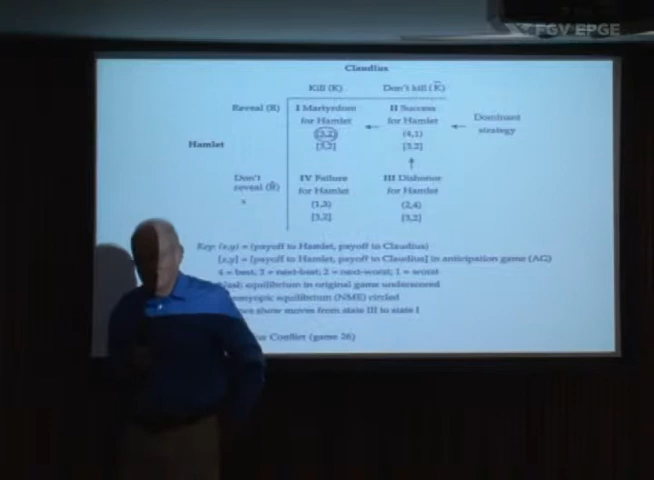 FGV EPGE
Claudius
Kill (K) Don't kill (K̄)
Reveal (R) I Martyrdom II Success
for Hamlet for Hamlet Dominant
(3,2) ← (4,1) ← strategy
[3,2] [3,2]
Hamlet ↑
Don't IV Failure III Dishonor
reveal (R̄) for Hamlet for Hamlet
s (1,3) (2,4)
[3,2] [3,2]
Key: (x,y) = (payoff to Hamlet, payoff to Claudius)
[x,y] = [payoff to Hamlet, payoff to Claudius] in anticipation game (AG)
4 = best; 3 = next-best; 2 = next-worst; 1 = worst
equilibrium in original game underscored
equilibrium (NME) circled
show moves from state III to state I
Conflict (game 26)